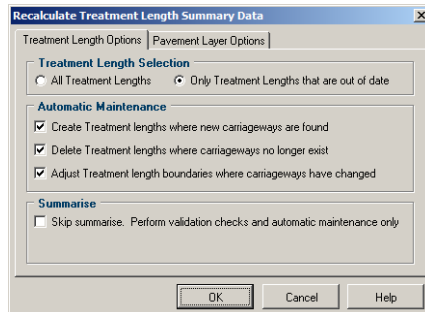 Recalculate Treatment Length Summary Data
Treatment Length Options Pavement Layer Options
Treatment Length Selection
All Treatment Lengths Only Treatment Lengths that are out of date
Automatic Maintenance
Create Treatment lengths where new carriageways are found
Delete Treatment lengths where carriageways no longer exist
Adjust Treatment length boundaries where carriageways have changed
Summarise
Skip summarise. Perform validation checks and automatic maintenance only
OK Cancel Help